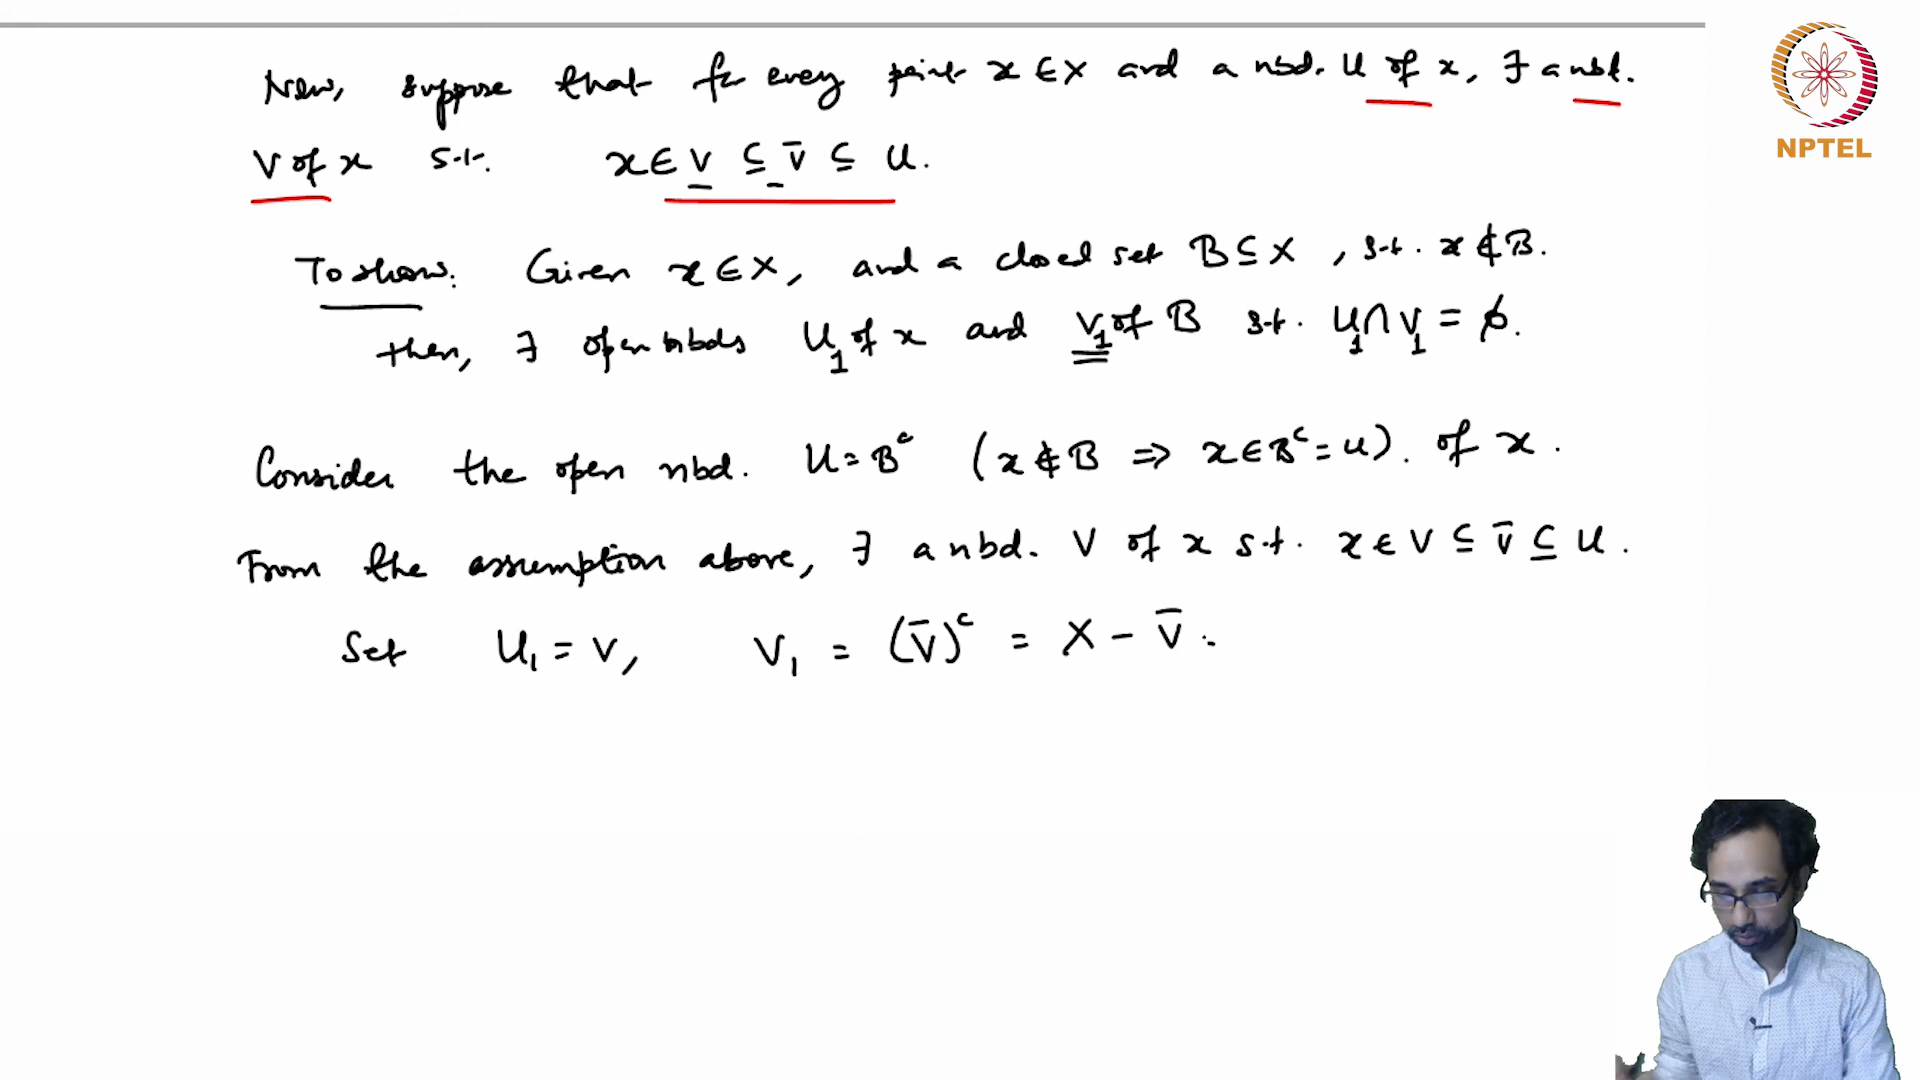 Now, suppose that for every point x ∈ X and a nbd. U of x, ∃ a nbd.
V of x s.t. x ∈ V ⊆ V̄ ⊆ U.
To show: Given x ∈ X, and a closed set B ⊆ X, s.t. x ∉ B.
then, ∃ open nbds U₁ of x and V₁ of B s.t. U₁ ∩ V₁ = ϕ.
Consider the open nbd. U = Bᶜ (x ∉ B ⇒ x ∈ Bᶜ = U). of x.
From the assumption above, ∃ a nbd. V of x s.t. x ∈ V ⊆ V̄ ⊆ U.
Set U₁ = V, V₁ = (V̄)ᶜ = X - V̄.
NPTEL